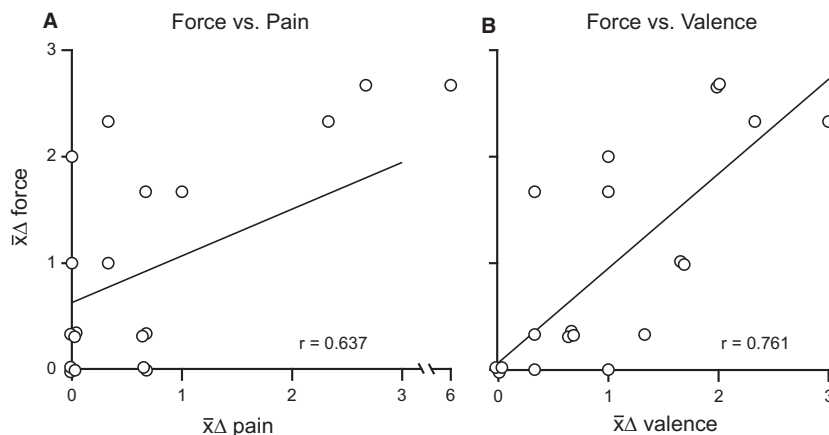 A
Force vs. Pain
3
2
1
0
x̄Δ force
r = 0.637
0 1 2 3 6
x̄Δ pain
B
Force vs. Valence
r = 0.761
0 1 2 3
x̄Δ valence